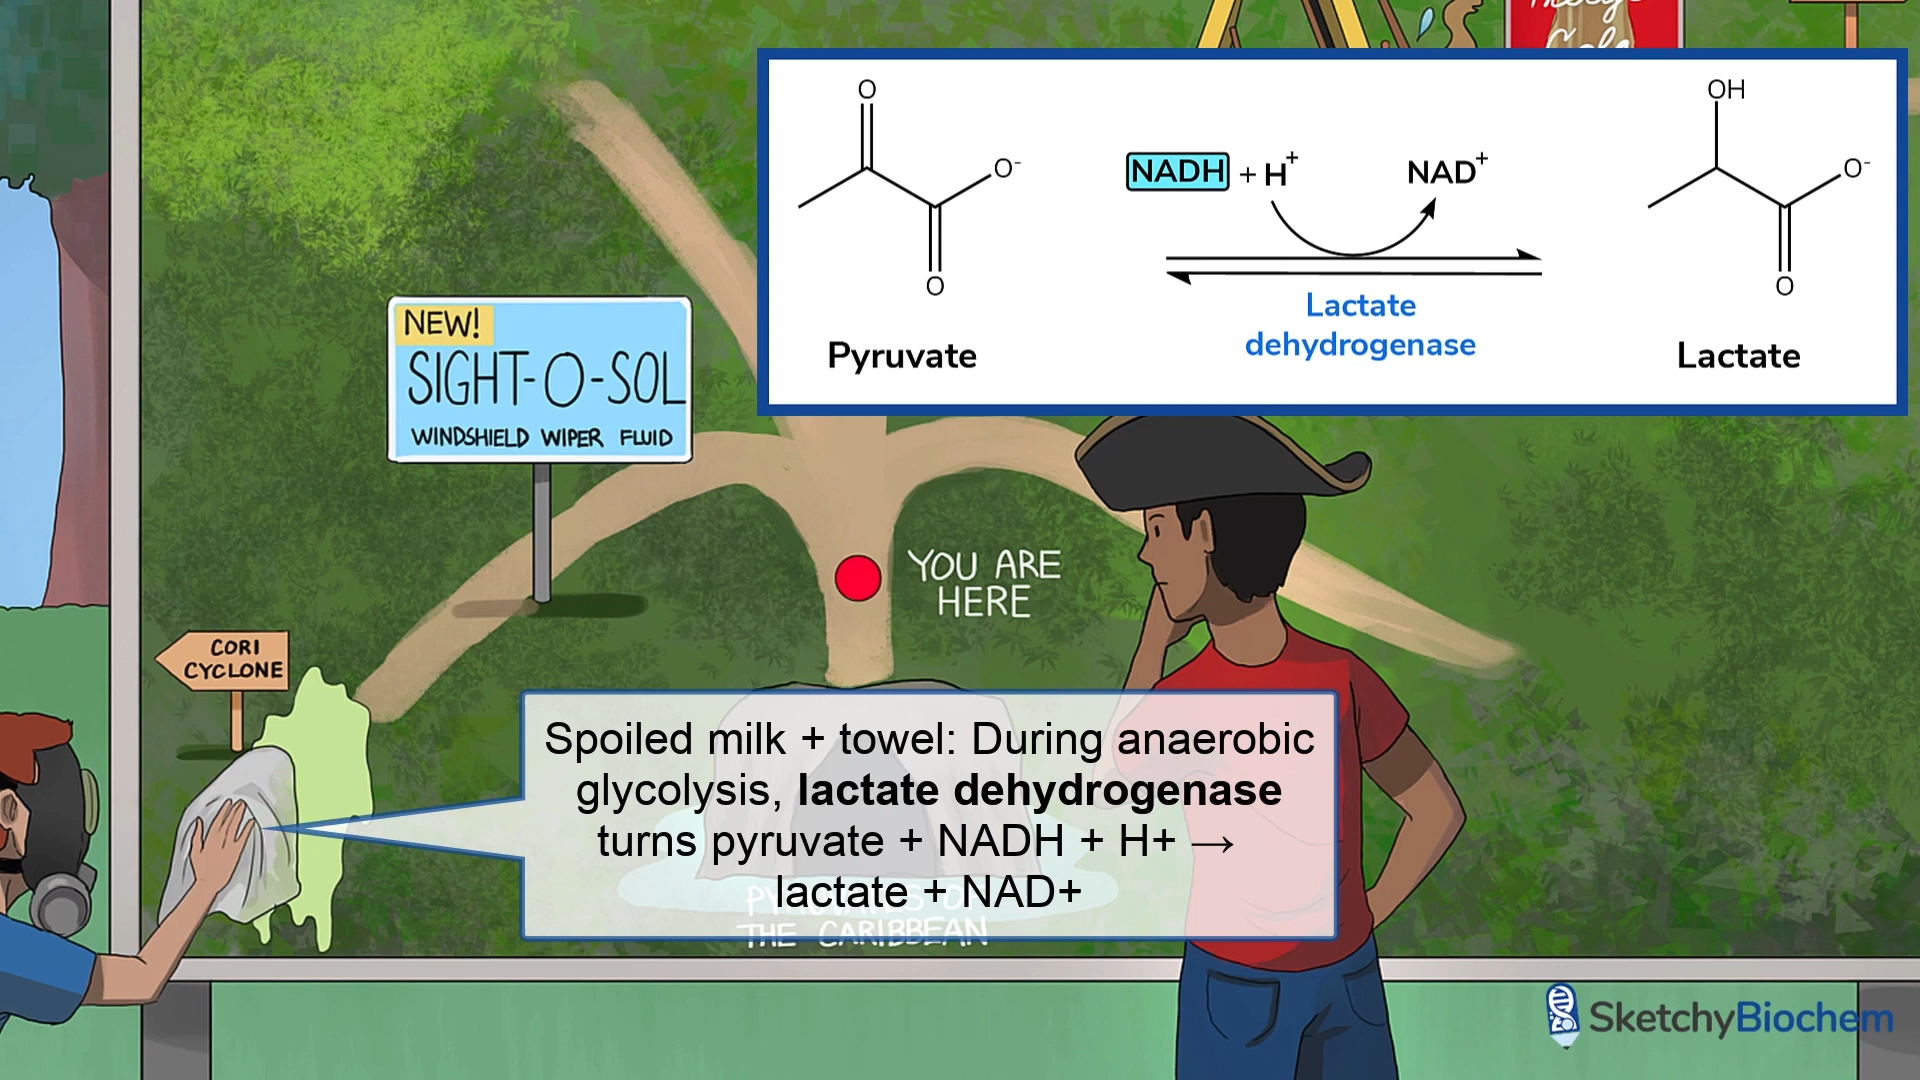 O
O⁻
O
Pyruvate
NADH + H⁺
NAD⁺
Lactate
dehydrogenase
OH
O⁻
O
Lactate
NEW!
SIGHT-O-SOL
WINDSHIELD WIPER FLUID
YOU ARE
HERE
CORI
CYCLONE
Spoiled milk + towel: During anaerobic
glycolysis, lactate dehydrogenase
turns pyruvate + NADH + H+ →
lactate + NAD+
THE CARIBBEAN
SketchyBiochem